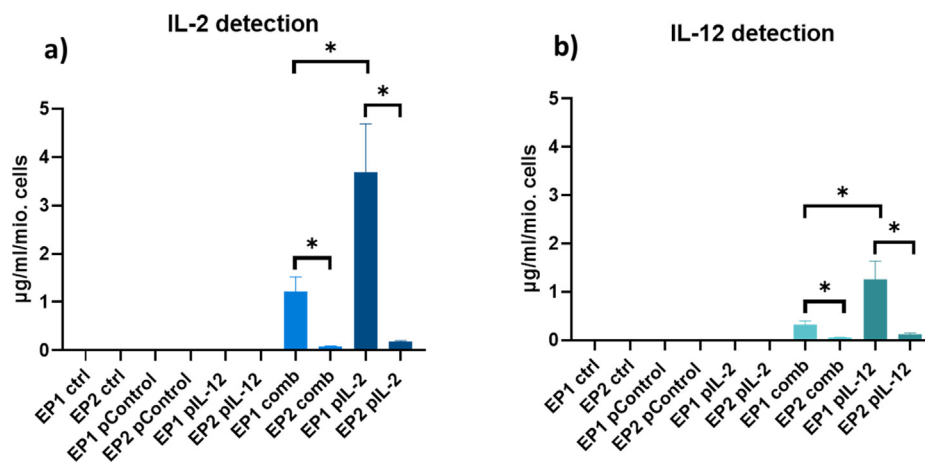 a)
IL-2 detection
*
*
*
µg/ml/mio. cells
5
4
3
2
1
0
EP1 ctrl
EP2 ctrl
EP1 pControl
EP2 pControl
EP1 pIL-12
EP2 pIL-12
EP1 comb
EP2 comb
EP1 pIL-2
EP2 pIL-2
b)
IL-12 detection
*
*
*
µg/ml/mio. cells
5
4
3
2
1
0
EP1 ctrl
EP2 ctrl
EP1 pControl
EP2 pControl
EP1 pIL-2
EP2 pIL-2
EP1 comb
EP2 comb
EP1 pIL-12
EP2 pIL-12